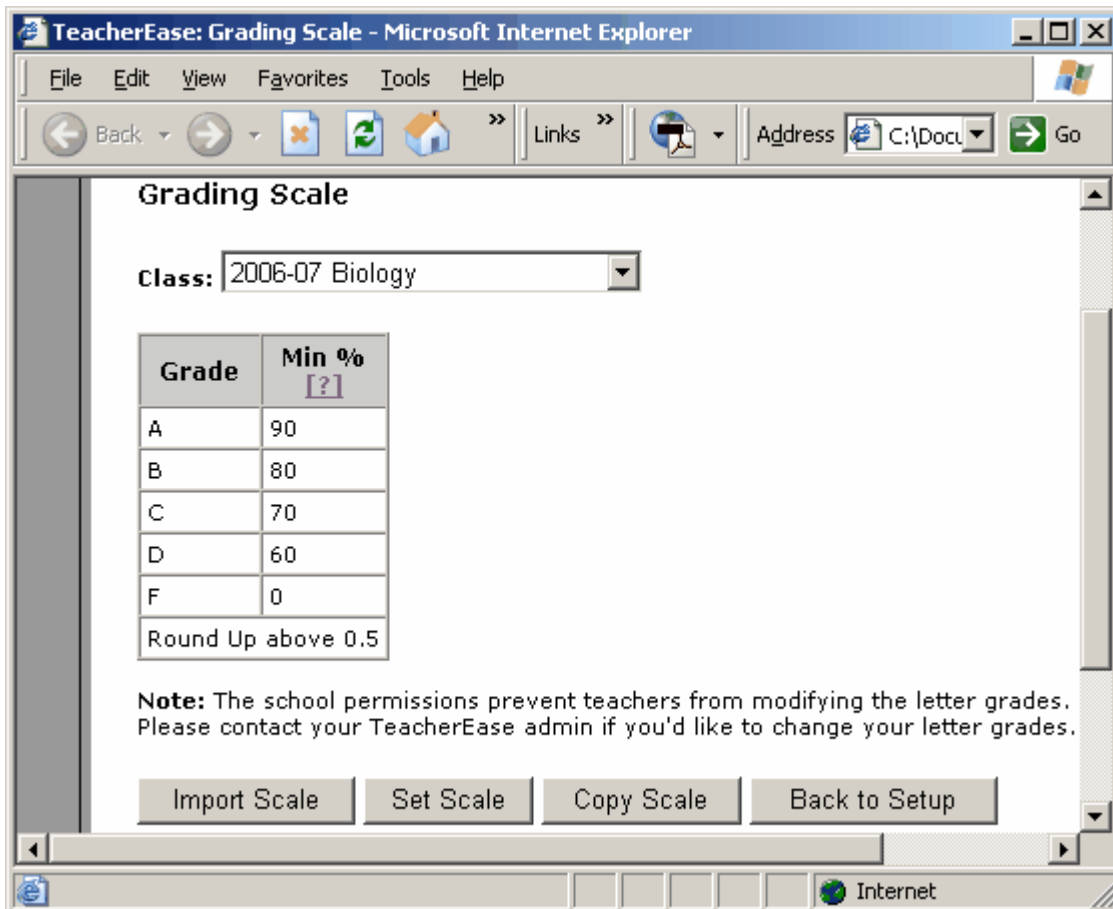 TeacherEase: Grading Scale - Microsoft Internet Explorer
File Edit View Favorites Tools Help
Back » Links » Address C:\Docu Go
Grading Scale
Class: 2006-07 Biology
Grade Min %
[?]
A 90
B 80
C 70
D 60
F 0
Round Up above 0.5
Note: The school permissions prevent teachers from modifying the letter grades.
Please contact your TeacherEase admin if you'd like to change your letter grades.
Import Scale Set Scale Copy Scale Back to Setup
Internet